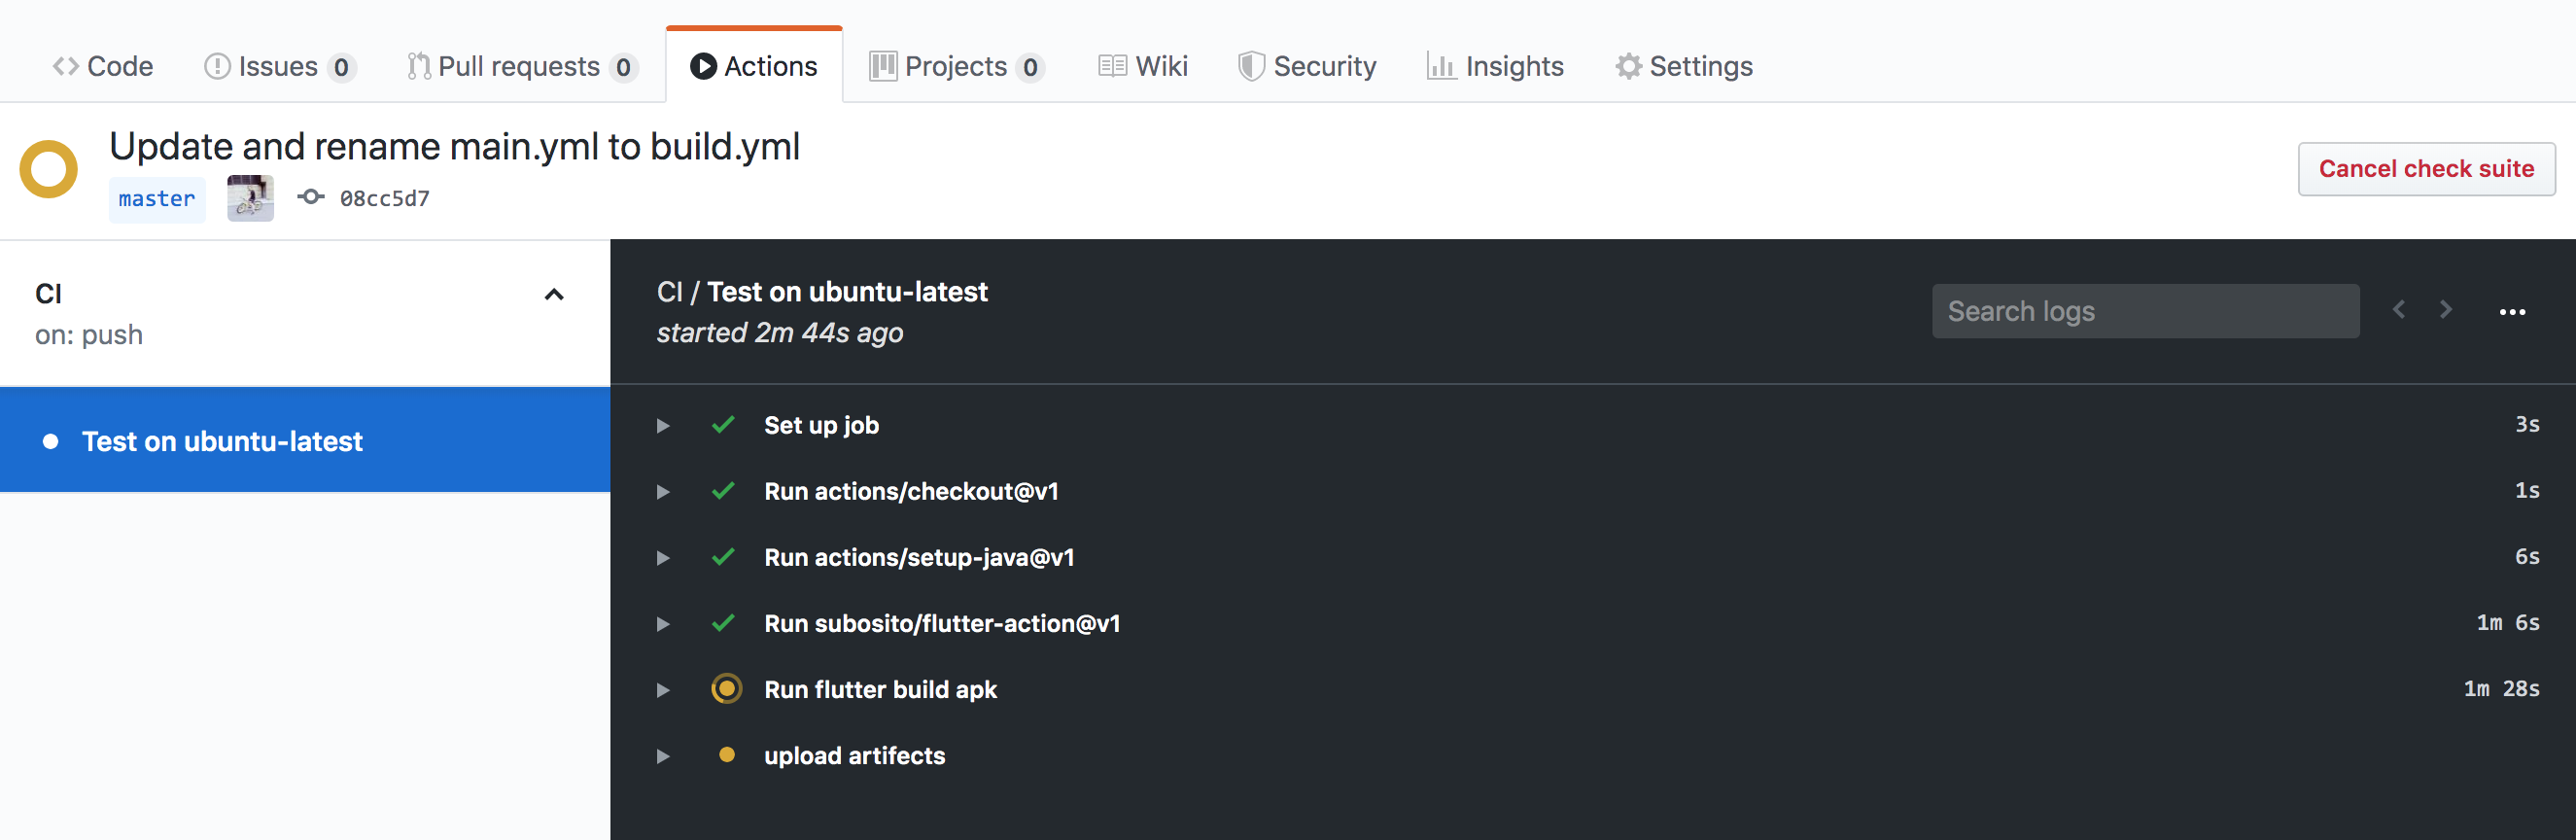 Code Issues 0 Pull requests 0 Actions Projects 0 Wiki Security Insights Settings
Update and rename main.yml to build.yml
master 08cc5d7
Cancel check suite
CI
on: push
Test on ubuntu-latest
CI / Test on ubuntu-latest
started 2m 44s ago
Search logs
Set up job 3s
Run actions/checkout@v1 1s
Run actions/setup-java@v1 6s
Run subosito/flutter-action@v1 1m 6s
Run flutter build apk 1m 28s
upload artifects